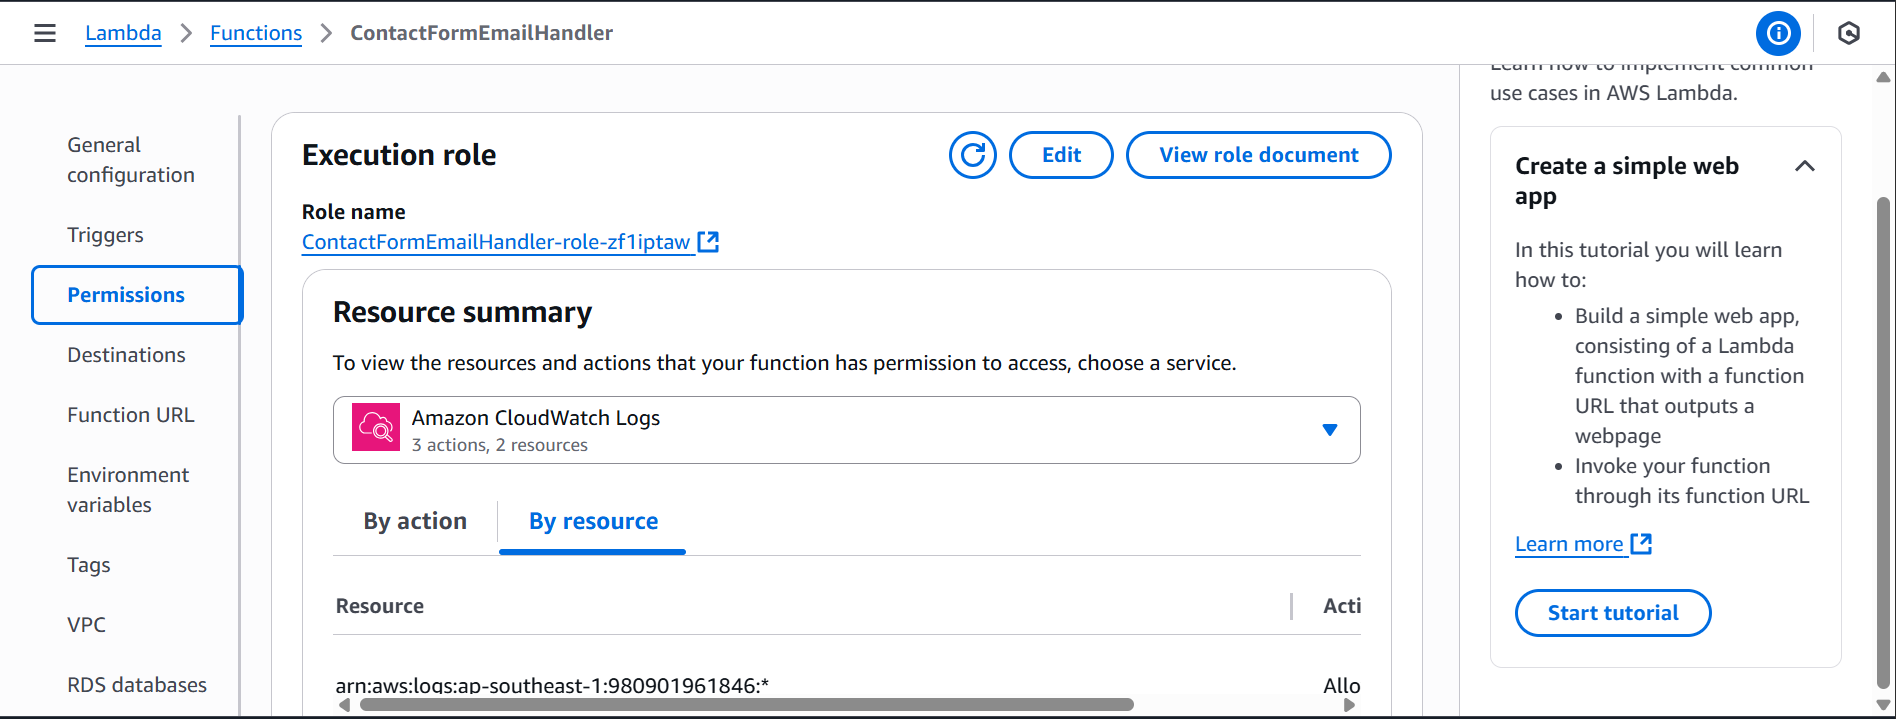 Lambda
Functions
ContactFormEmailHandler
General
configuration
Triggers
Permissions
Destinations
Function URL
Environment
variables
Tags
VPC
RDS databases
Execution role
Edit
View role document
Role name
ContactFormEmailHandler-role-zf1iptaw
Resource summary
To view the resources and actions that your function has permission to access, choose a service.
Amazon CloudWatch Logs
3 actions, 2 resources
By action
By resource
Resource
Acti
arn:aws:logs:ap-southeast-1:980901961846:*
Allo
Learn how to implement common
use cases in AWS Lambda.
Create a simple web
app
In this tutorial you will learn
how to:
• Build a simple web app,
consisting of a Lambda
function with a function
URL that outputs a
webpage
• Invoke your function
through its function URL
Learn more
Start tutorial